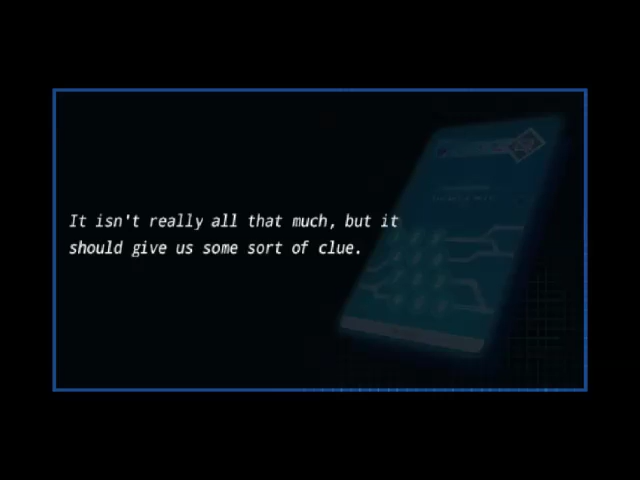 It isn't really all that much, but it
should give us some sort of clue.